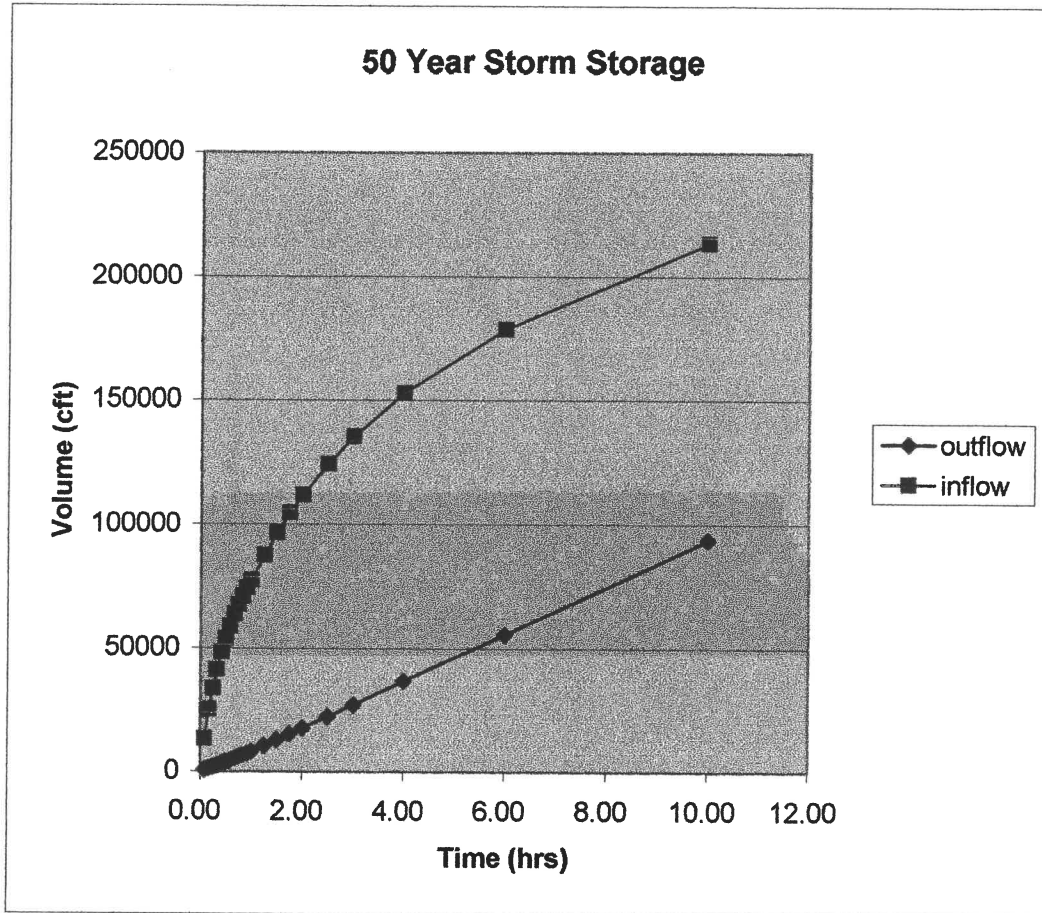 50 Year Storm Storage
250000
200000
150000
100000
50000
0
Volume (cft)
0.00 2.00 4.00 6.00 8.00 10.00 12.00
Time (hrs)
outflow
inflow